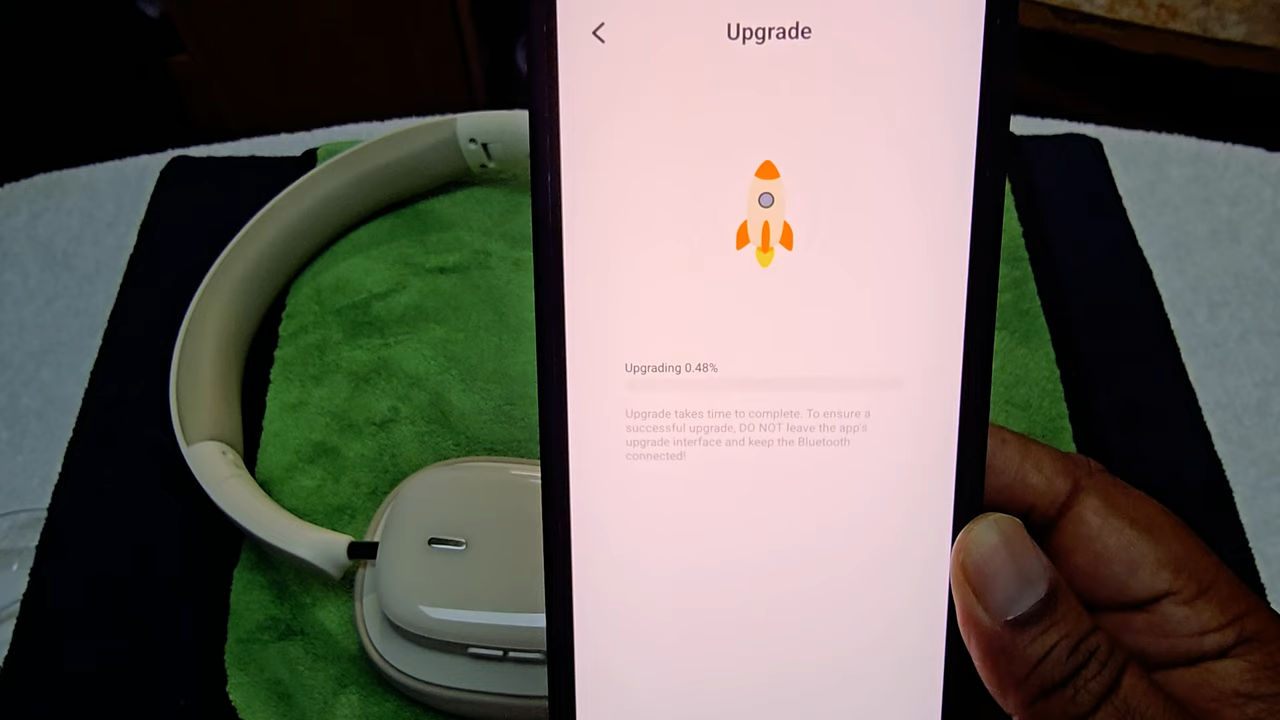 Upgrade
Upgrading 0.48%
Upgrade takes time to complete. To ensure a
successful upgrade, DO NOT leave the app's
upgrade interface and keep the Bluetooth
connected!